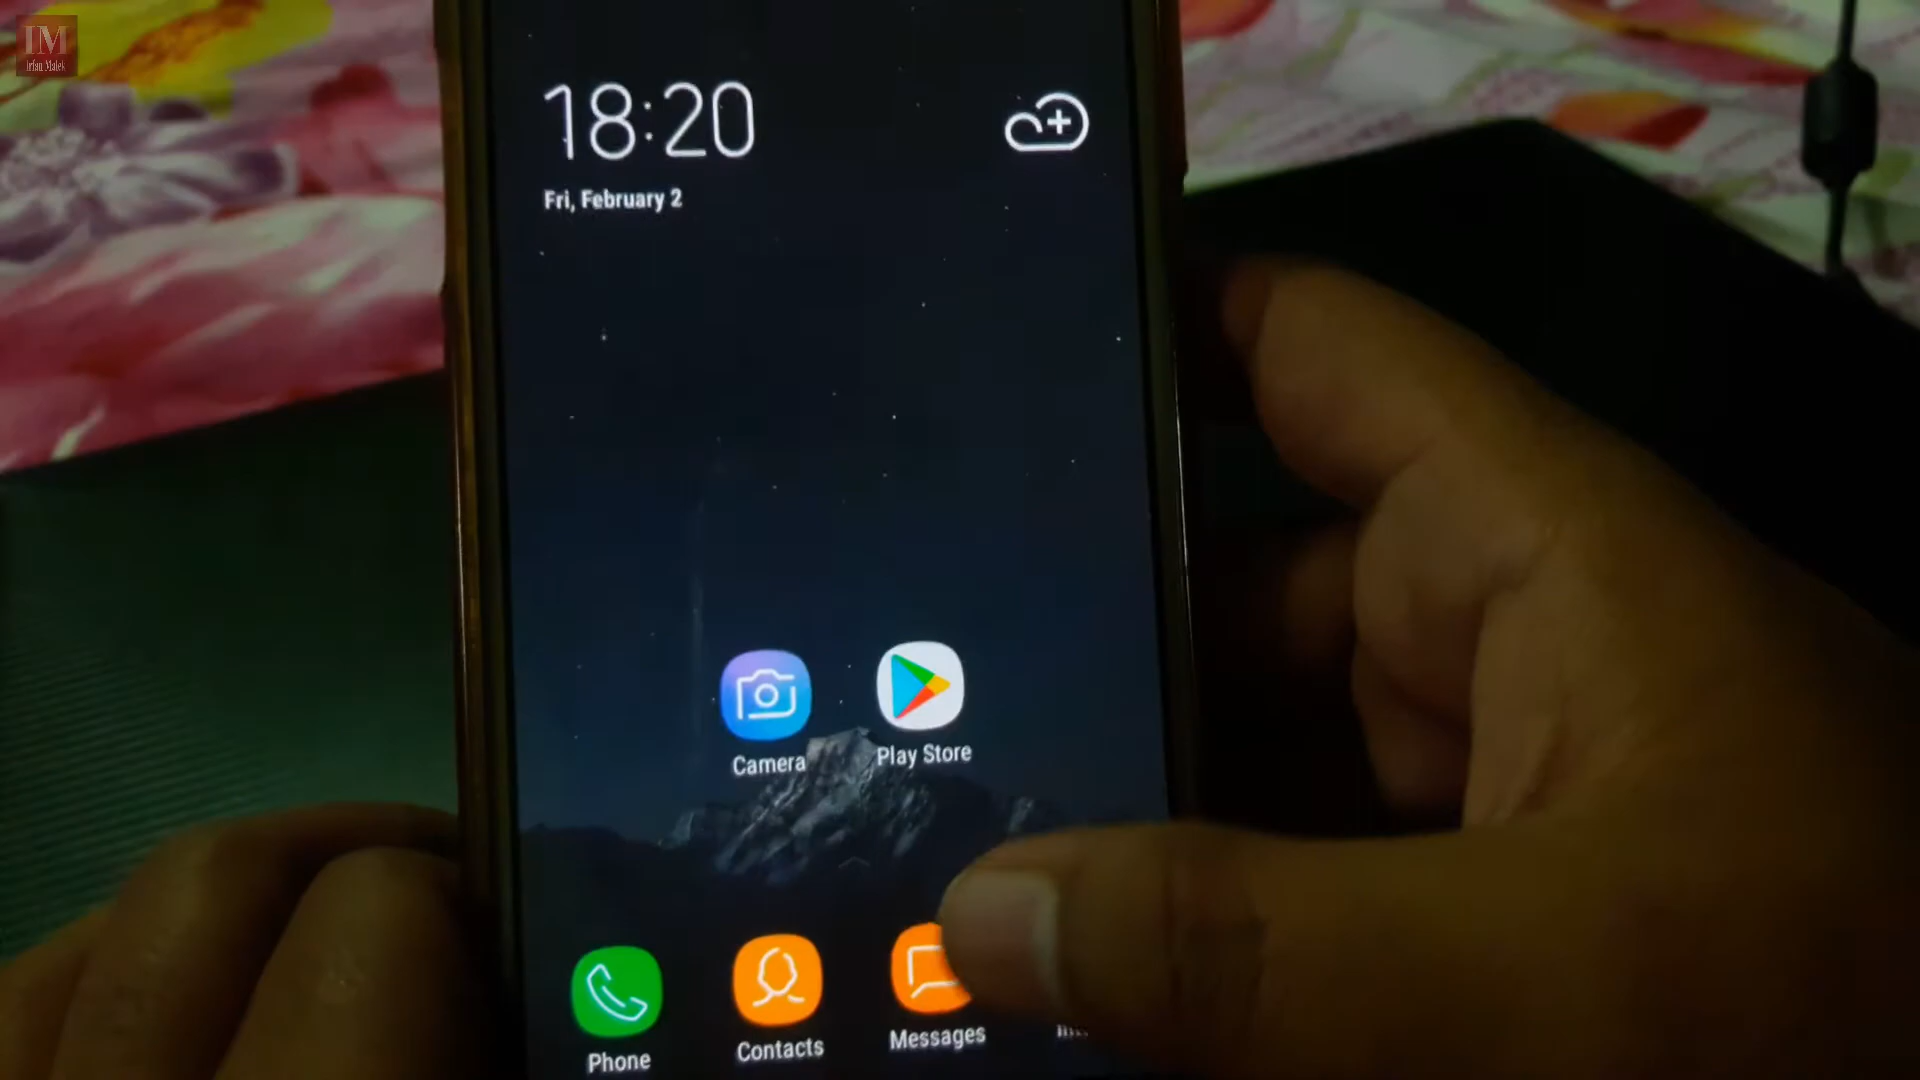 IM
Irfan Malek
18:20
Fri, February 2
Camera
Play Store
Phone
Contacts
Messages